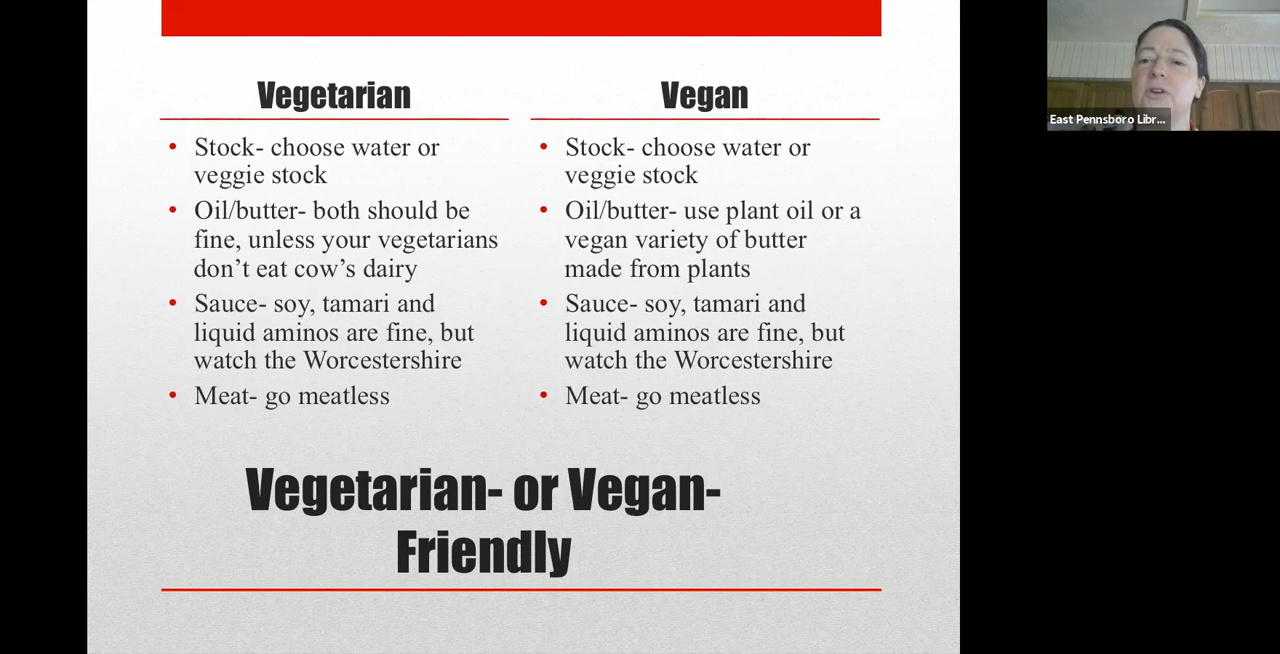 Vegetarian
Stock- choose water or
veggie stock
Oil/butter- both should be
fine, unless your vegetarians
don’t eat cow’s dairy
Sauce- soy, tamari and
liquid aminos are fine, but
watch the Worcestershire
Meat- go meatless
Vegan
Stock- choose water or
veggie stock
Oil/butter- use plant oil or a
vegan variety of butter
made from plants
Sauce- soy, tamari and
liquid aminos are fine, but
watch the Worcestershire
Meat- go meatless
Vegetarian- or Vegan-
Friendly
East Pennsboro Libr...